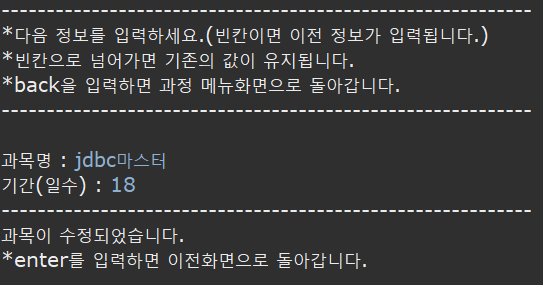 ------------------------------------------------------------
*다음 정보를 입력하세요.(빈칸이면 이전 정보가 입력됩니다.)
*빈칸으로 넘어가면 기존의 값이 유지됩니다.
*back을 입력하면 과정 메뉴화면으로 돌아갑니다.
------------------------------------------------------------
과목명 : jdbc마스터
기간(일수) : 18
------------------------------------------------------------
과목이 수정되었습니다.
*enter를 입력하면 이전화면으로 돌아갑니다.